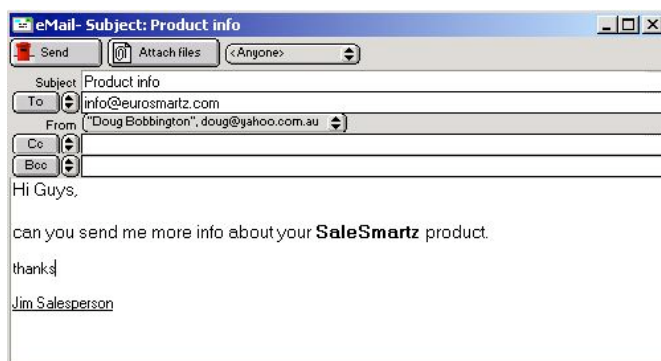 eMail- Subject: Product info
Send Attach files <Anyone>
Subject Product info
To info@eurosmartz.com
From "Doug Bobbington", doug@yahoo.com.au
Cc
Bcc
Hi Guys,
can you send me more info about your SaleSmartz product.
thanks
Jim Salesperson